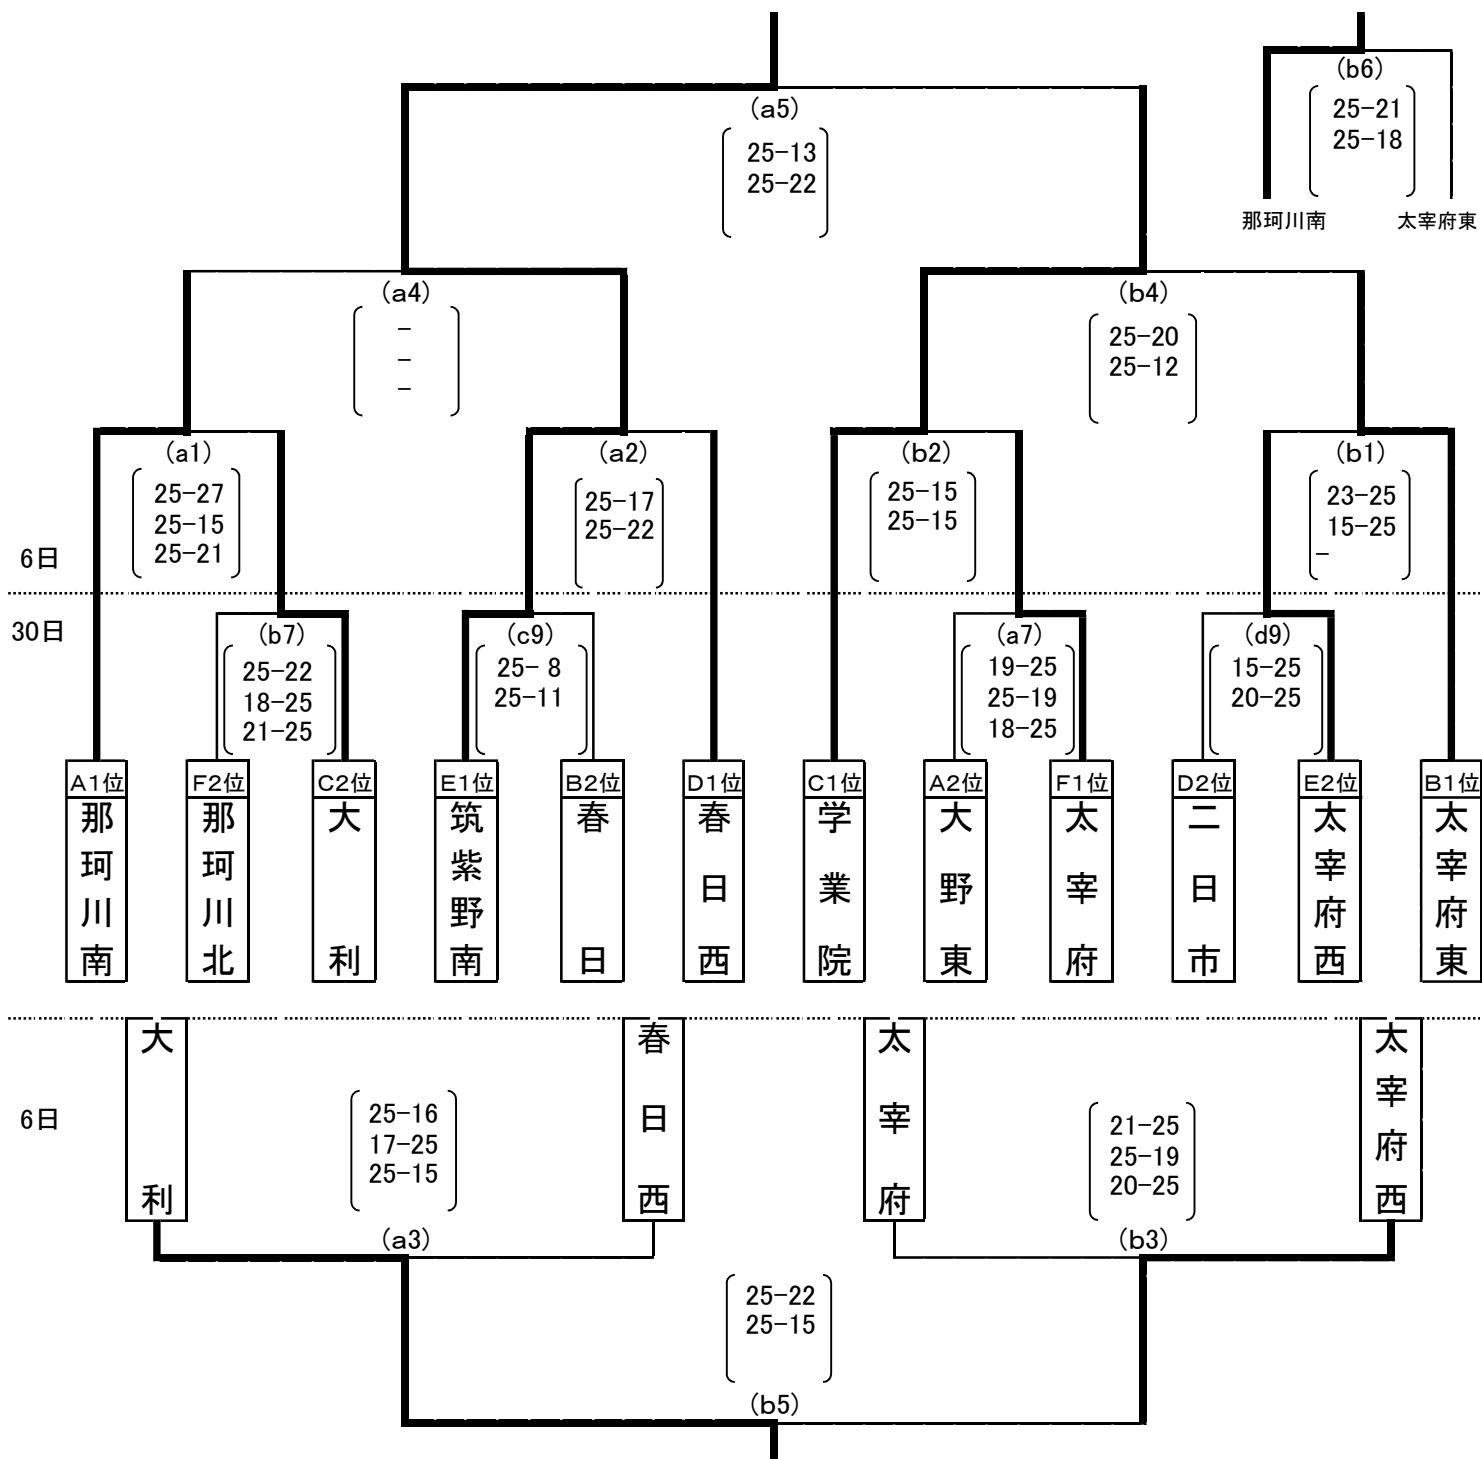 (a5)
25-13
25-22
(b6)
25-21
25-18
那珂川南
太宰府東
(a4)
-
-
-
(b4)
25-20
25-12
(a1)
25-27
25-15
25-21
(a2)
25-17
25-22
(b2)
25-15
25-15
(b1)
23-25
15-25
-
6日
30日
(b7)
25-22
18-25
21-25
(c9)
25- 8
25-11
(a7)
19-25
25-19
18-25
(d9)
15-25
20-25
A1位
那珂川南
F2位
那珂川北
C2位
大利
E1位
筑紫野南
B2位
春日
D1位
春日西
C1位
学業院
A2位
大野東
F1位
太宰府
D2位
二日市
E2位
太宰府西
B1位
太宰府東
大利
春日西
太宰府
太宰府西
6日
25-16
17-25
25-15
(a3)
21-25
25-19
20-25
(b3)
25-22
25-15
(b5)